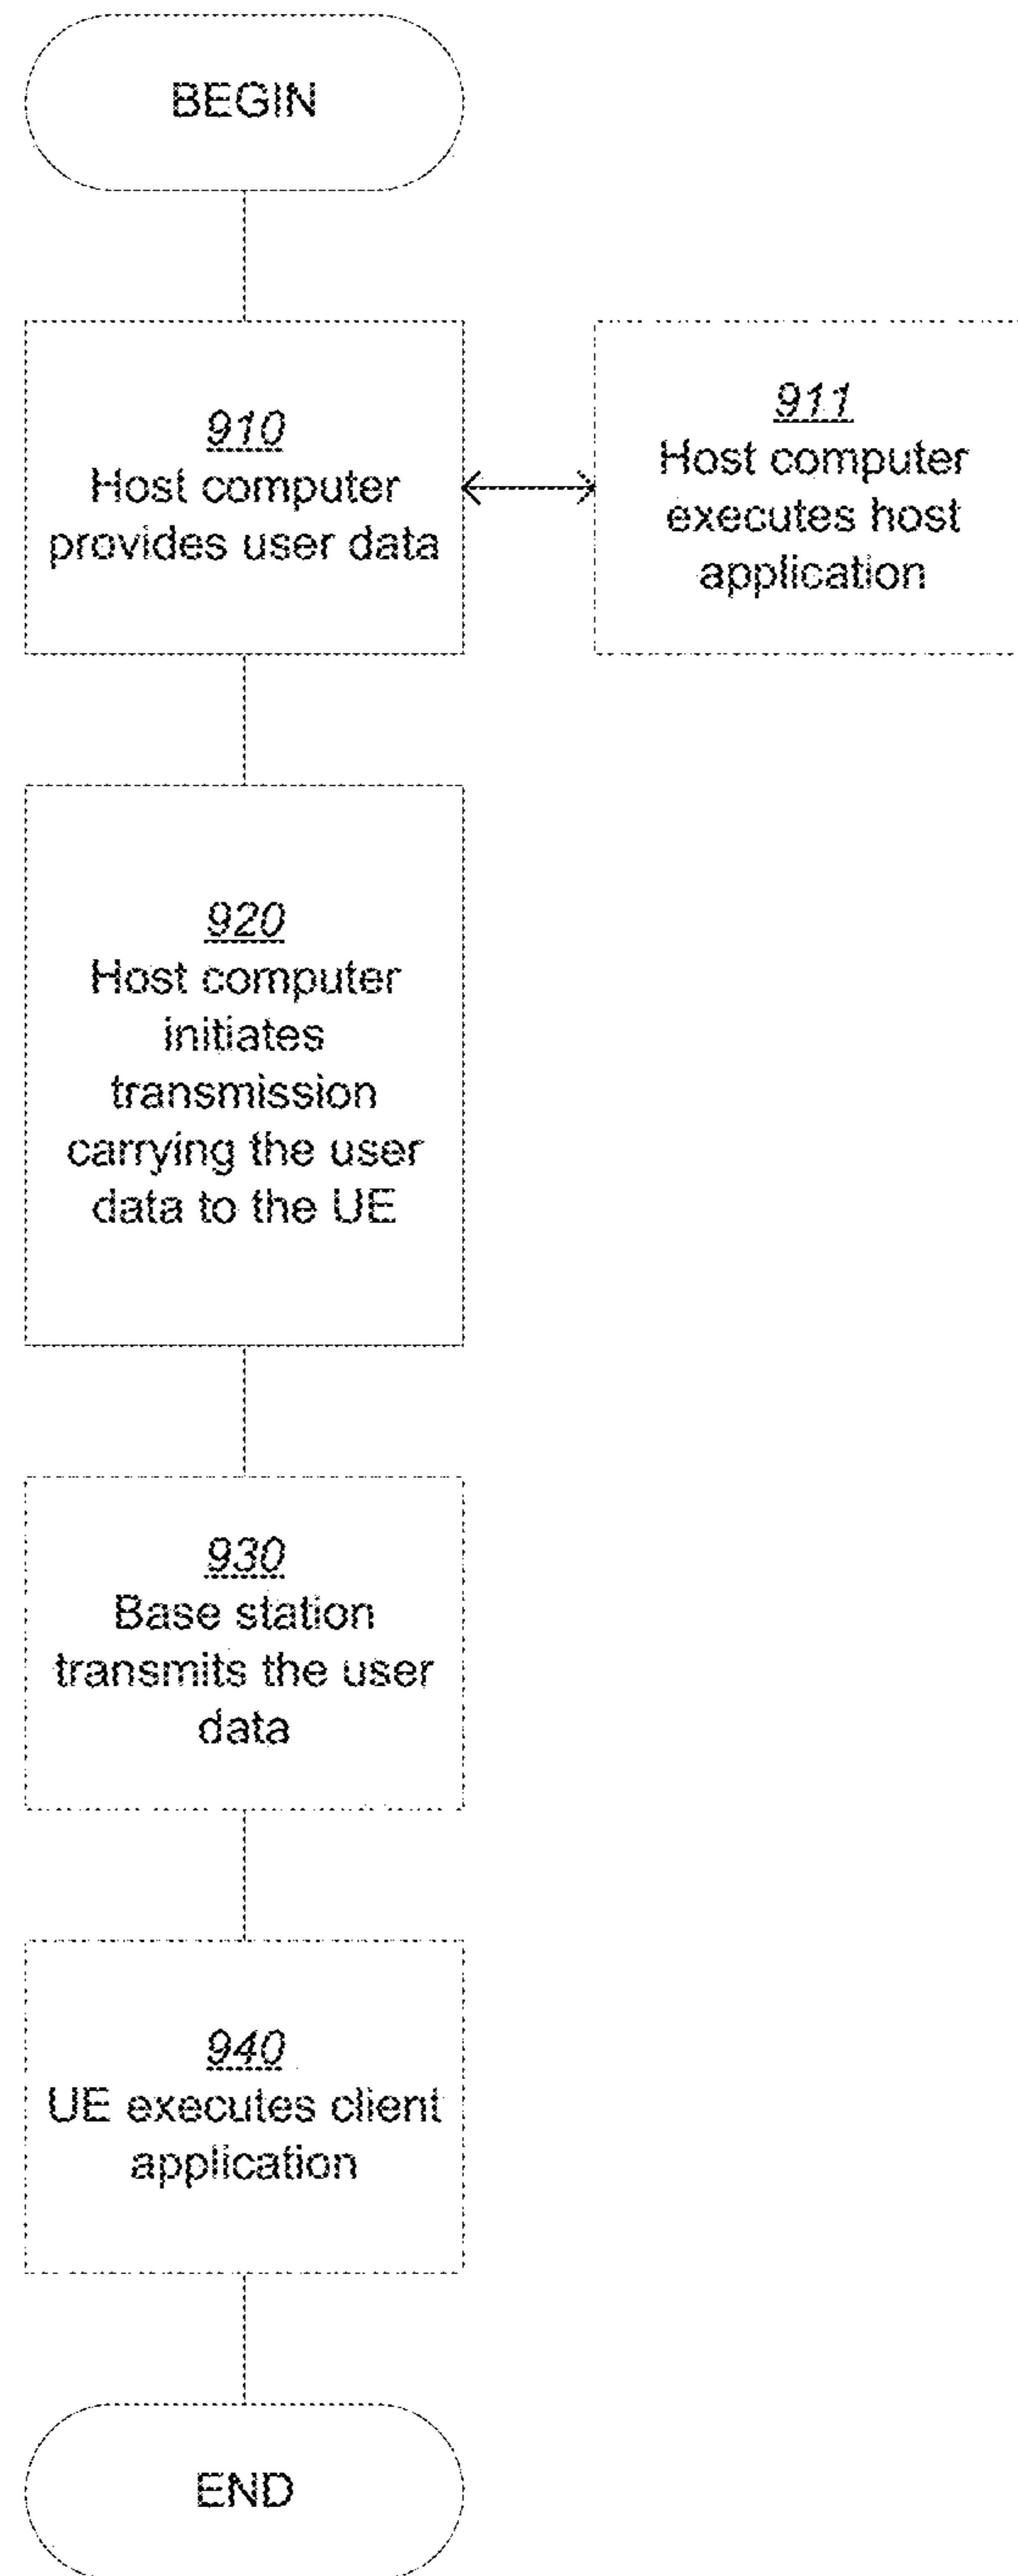 BEGIN
910
Host computer
provides user data
911
Host computer
executes host
application
920
Host computer
initiates
transmission
carrying the user
data to the UE
930
Base station
transmits the user
data
940
UE executes client
application
END